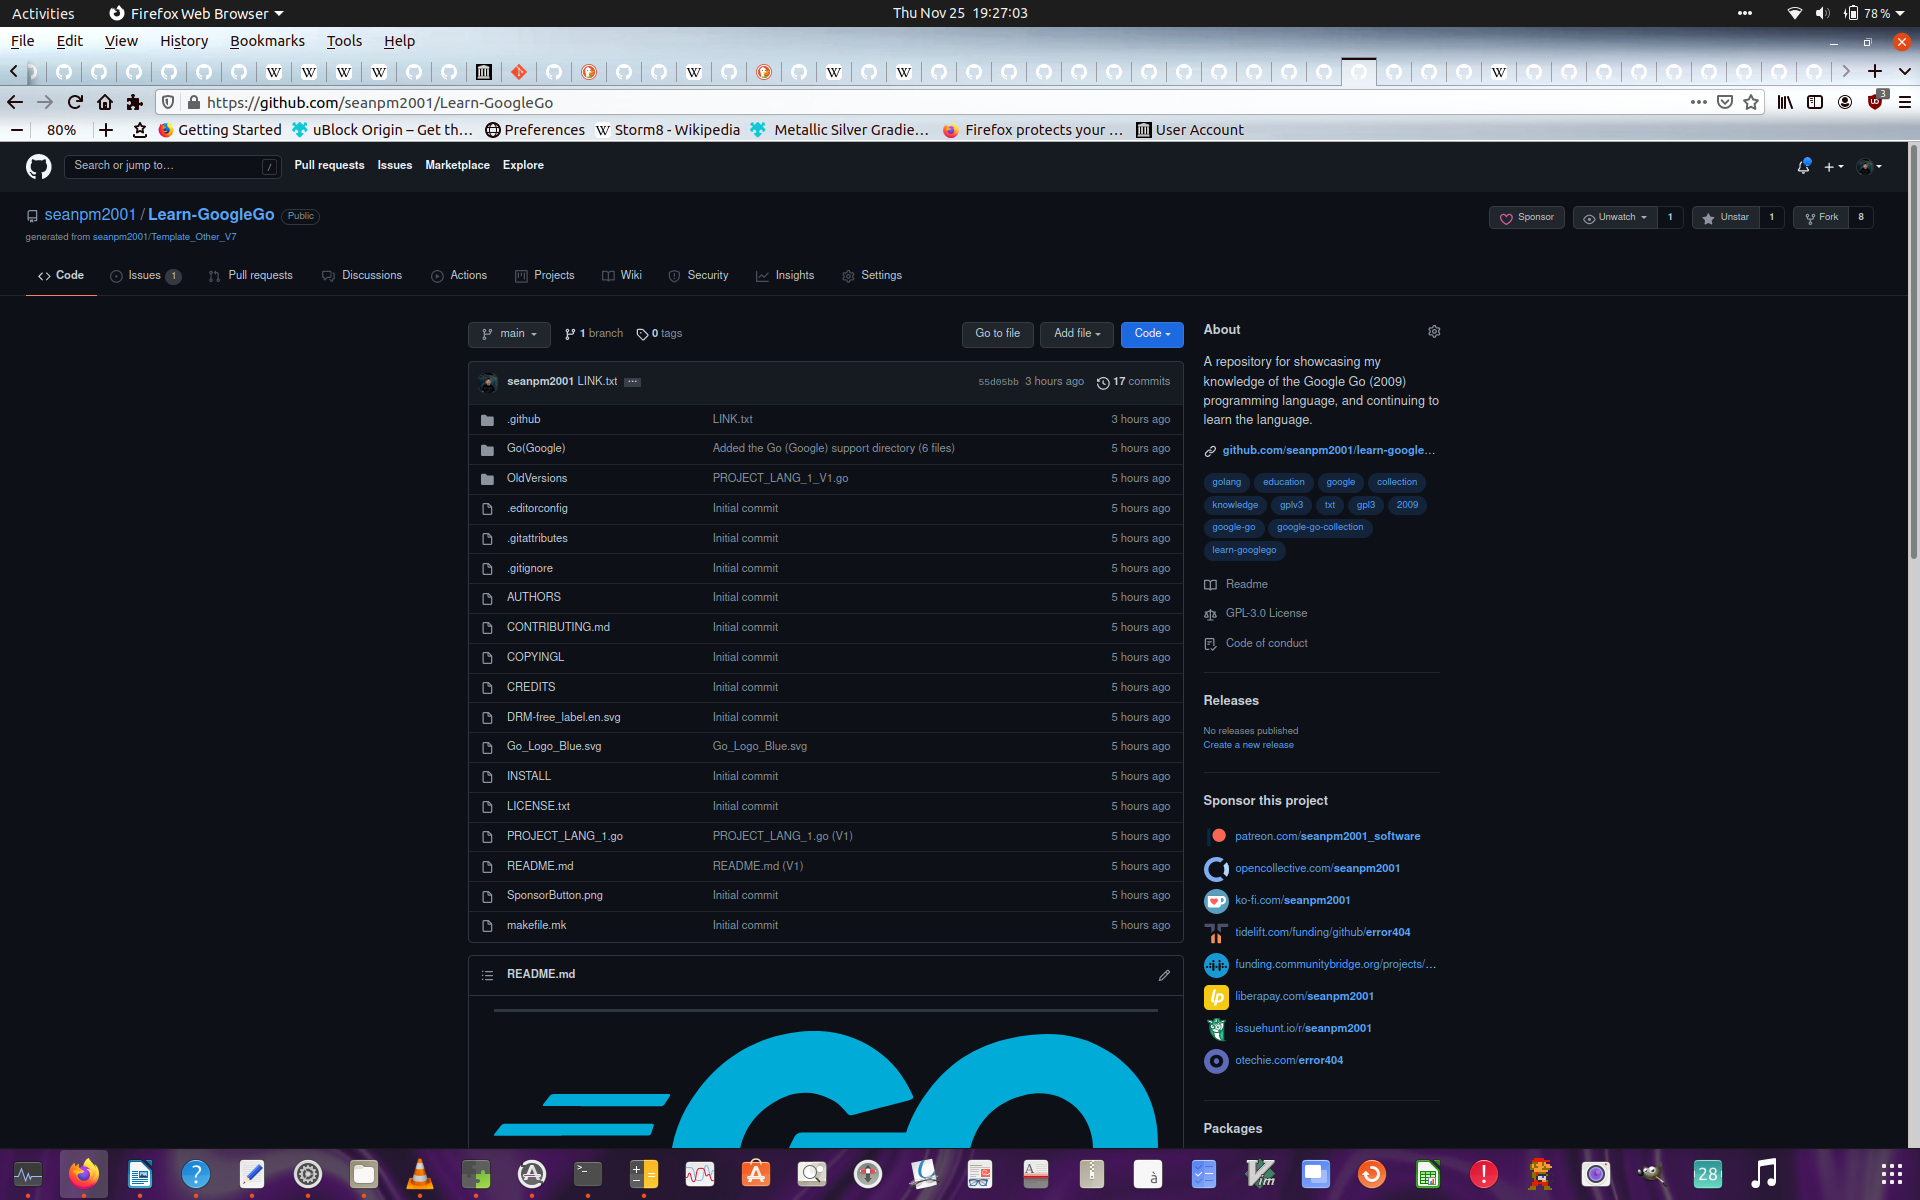 Activities Firefox Web Browser Thu Nov 25 19:27:03 78 %
File Edit View History Bookmarks Tools Help
https://github.com/seanpm2001/Learn-GoogleGo 3
80% Getting Started uBlock Origin – Get th… Preferences Storm8 - Wikipedia Metallic Silver Gradie… Firefox protects your … User Account
Search or jump to… / Pull requests Issues Marketplace Explore
seanpm2001 / Learn-GoogleGo Public Sponsor Unwatch 1 Unstar 1 Fork 8
generated from seanpm2001/Template_Other_V7
Code Issues 1 Pull requests Discussions Actions Projects Wiki Security Insights Settings
main 1 branch 0 tags Go to file Add file Code
seanpm2001 LINK.txt … 55d05bb 3 hours ago 17 commits
.github LINK.txt 3 hours ago
Go(Google) Added the Go (Google) support directory (6 files) 5 hours ago
OldVersions PROJECT_LANG_1_V1.go 5 hours ago
.editorconfig Initial commit 5 hours ago
.gitattributes Initial commit 5 hours ago
.gitignore Initial commit 5 hours ago
AUTHORS Initial commit 5 hours ago
CONTRIBUTING.md Initial commit 5 hours ago
COPYINGL Initial commit 5 hours ago
CREDITS Initial commit 5 hours ago
DRM-free_label.en.svg Initial commit 5 hours ago
Go_Logo_Blue.svg Go_Logo_Blue.svg 5 hours ago
INSTALL Initial commit 5 hours ago
LICENSE.txt Initial commit 5 hours ago
PROJECT_LANG_1.go PROJECT_LANG_1.go (V1) 5 hours ago
README.md README.md (V1) 5 hours ago
SponsorButton.png Initial commit 5 hours ago
makefile.mk Initial commit 5 hours ago
README.md
GO
About
A repository for showcasing my
knowledge of the Google Go (2009)
programming language, and continuing to
learn the language.
github.com/seanpm2001/learn-google…
golang education google collection
knowledge gplv3 txt gpl3 2009
google-go google-go-collection
learn-googlego
Readme
GPL-3.0 License
Code of conduct
Releases
No releases published
Create a new release
Sponsor this project
patreon.com/seanpm2001_software
opencollective.com/seanpm2001
ko-fi.com/seanpm2001
tidelift.com/funding/github/error404
funding.communitybridge.org/projects/…
liberapay.com/seanpm2001
issuehunt.io/r/seanpm2001
otechie.com/error404
Packages
28